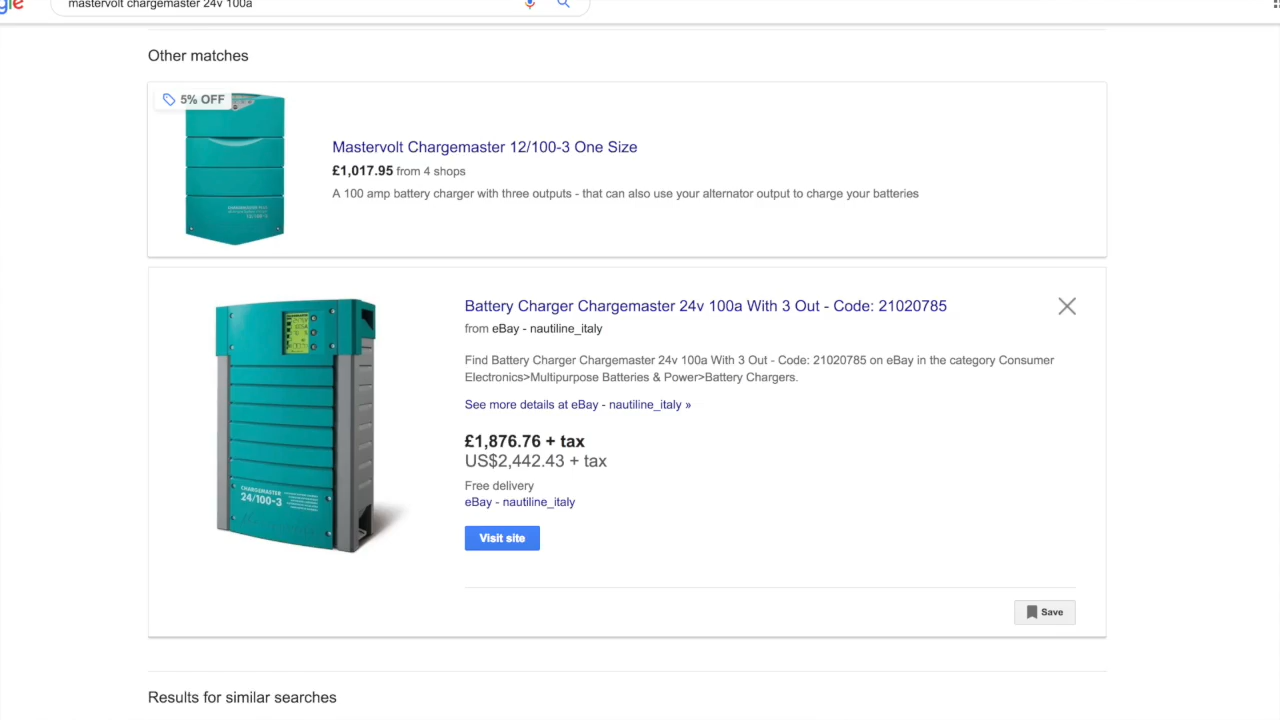 gle
mastervolt chargemaster 24v 100a
Other matches
5% OFF
Mastervolt Chargemaster 12/100-3 One Size
£1,017.95 from 4 shops
A 100 amp battery charger with three outputs - that can also use your alternator output to charge your batteries
Battery Charger Chargemaster 24v 100a With 3 Out - Code: 21020785
from eBay - nautiline_italy
Find Battery Charger Chargemaster 24v 100a With 3 Out - Code: 21020785 on eBay in the category Consumer
Electronics>Multipurpose Batteries & Power>Battery Chargers.
See more details at eBay - nautiline_italy »
£1,876.76 + tax
US$2,442.43 + tax
Free delivery
eBay - nautiline_italy
Visit site
CHARGEMASTER
24/100-3
Save
Results for similar searches